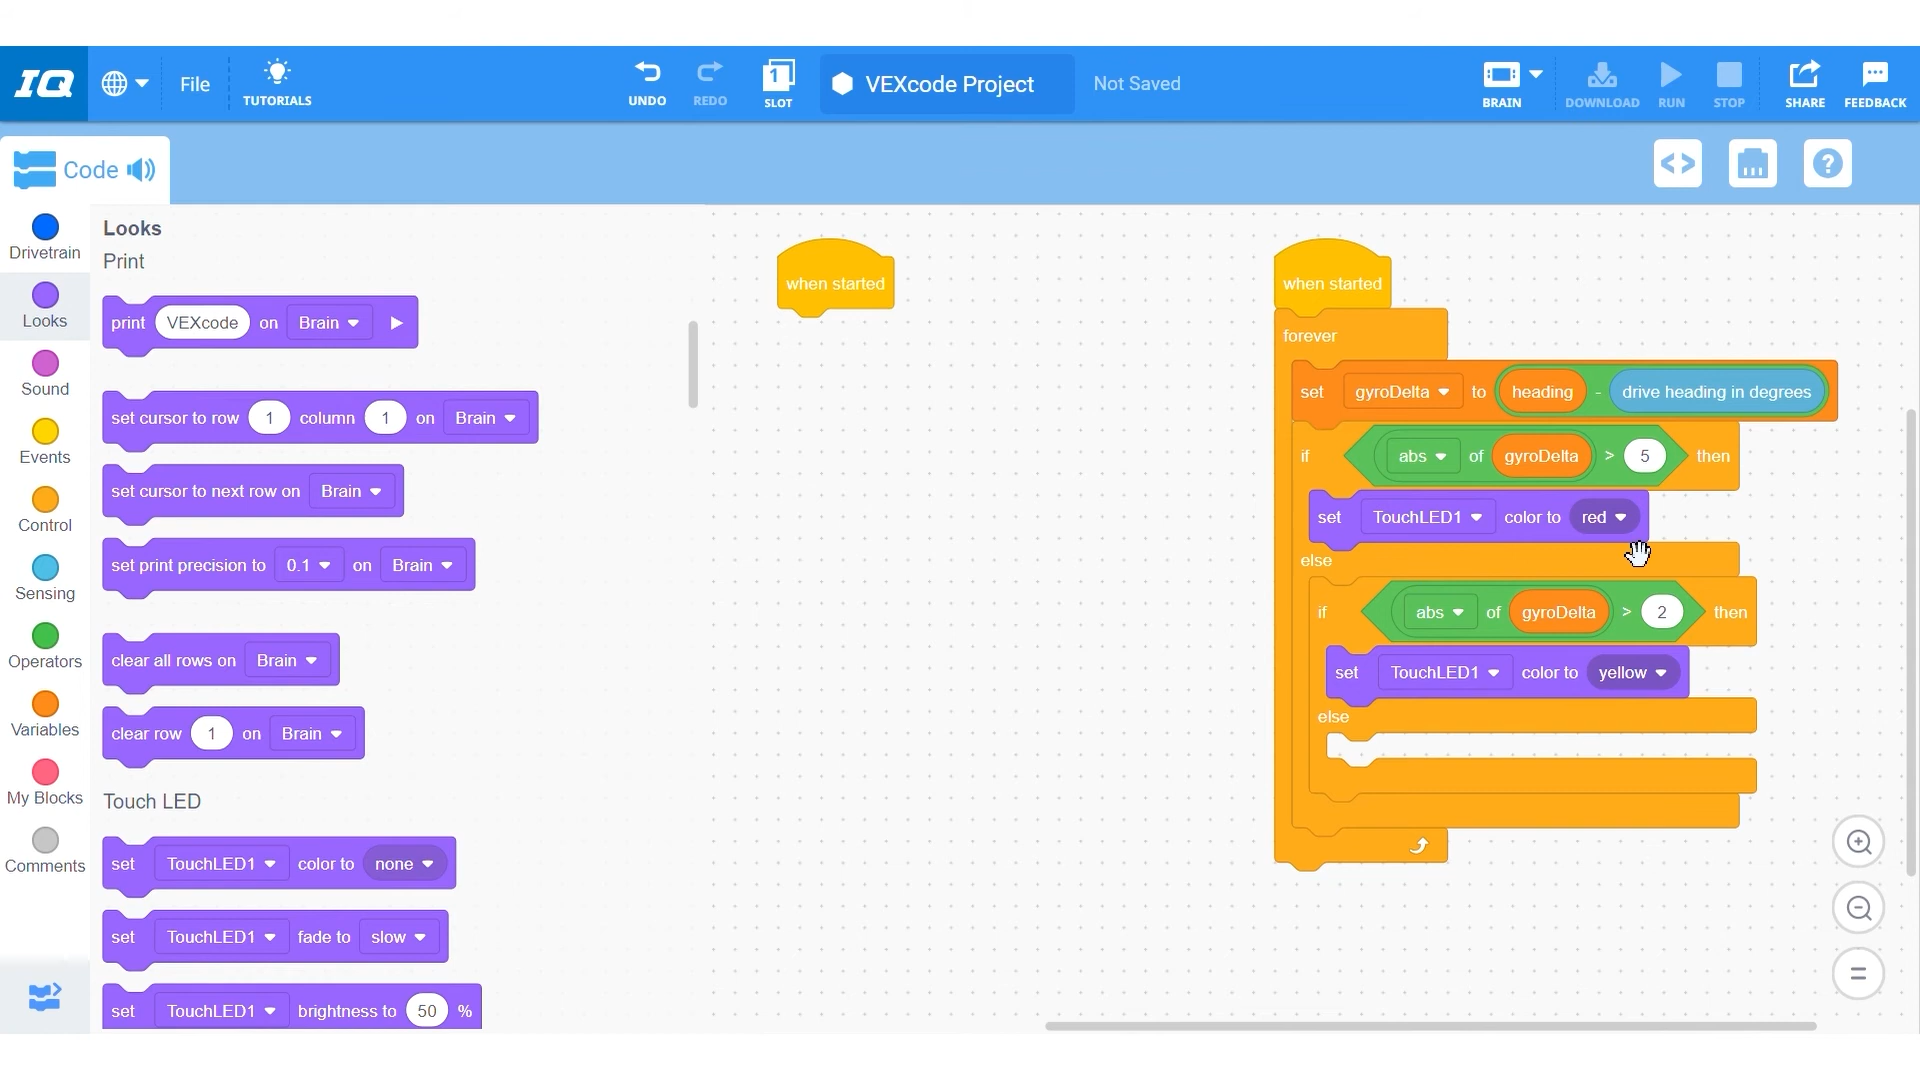 IQ File TUTORIALS UNDO REDO 1 SLOT VEXcode Project Not Saved BRAIN DOWNLOAD RUN STOP SHARE FEEDBACK
Code
Drivetrain
Looks
Sound
Events
Control
Sensing
Operators
Variables
My Blocks
Comments
Looks
Print
print VEXcode on Brain
set cursor to row 1 column 1 on Brain
set cursor to next row on Brain
set print precision to 0.1 on Brain
clear all rows on Brain
clear row 1 on Brain
Touch LED
set TouchLED1 color to none
set TouchLED1 fade to slow
set TouchLED1 brightness to 50 %
when started
when started
forever
set gyroDelta to heading - drive heading in degrees
if abs of gyroDelta > 5 then
set TouchLED1 color to red
else
if abs of gyroDelta > 2 then
set TouchLED1 color to yellow
else